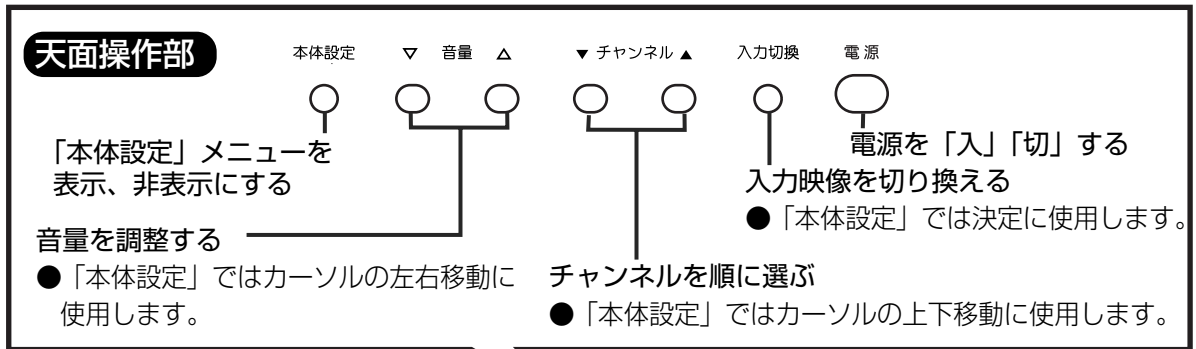 天面操作部
本体設定 ▽ 音量 △ ▼ チャンネル ▲ 入力切換 電源
「本体設定」メニューを
表示、非表示にする
電源を「入」「切」する
入力映像を切り換える
●「本体設定」では決定に使用します。
音量を調整する
●「本体設定」ではカーソルの左右移動に
使用します。
チャンネルを順に選ぶ
●「本体設定」ではカーソルの上下移動に使用します。